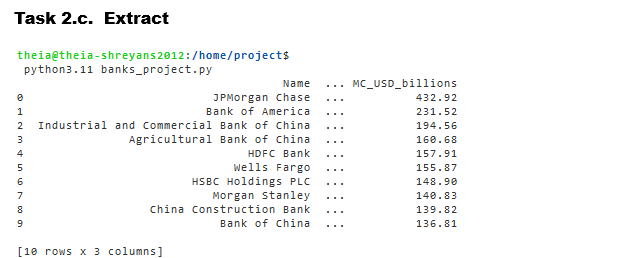 Task 2.c. Extract
theia@theia-shreyans2012:/home/project$
python3.11 banks_project.py
Name ... MC_USD_billions
0 JPMorgan Chase ... 432.92
1 Bank of America ... 231.52
2 Industrial and Commercial Bank of China ... 194.56
3 Agricultural Bank of China ... 160.68
4 HDFC Bank ... 157.91
5 Wells Fargo ... 155.87
6 HSBC Holdings PLC ... 148.90
7 Morgan Stanley ... 140.83
8 China Construction Bank ... 139.82
9 Bank of China ... 136.81
[10 rows x 3 columns]